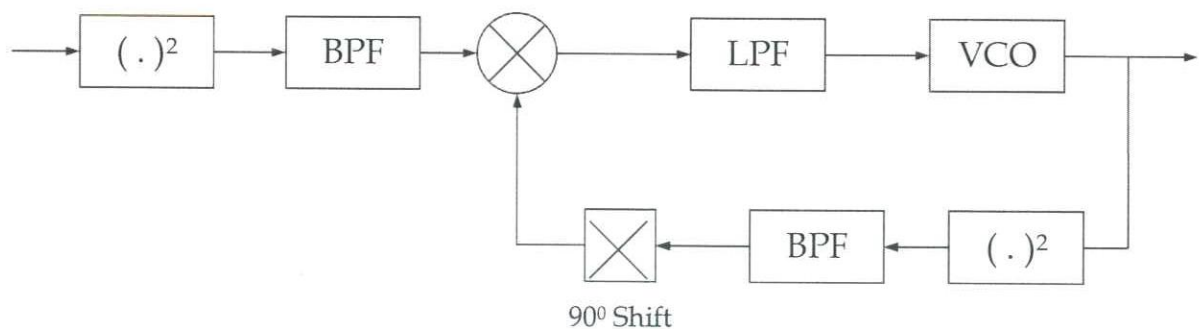 ( . )² BPF LPF VCO
BPF ( . )²
90⁰ Shift